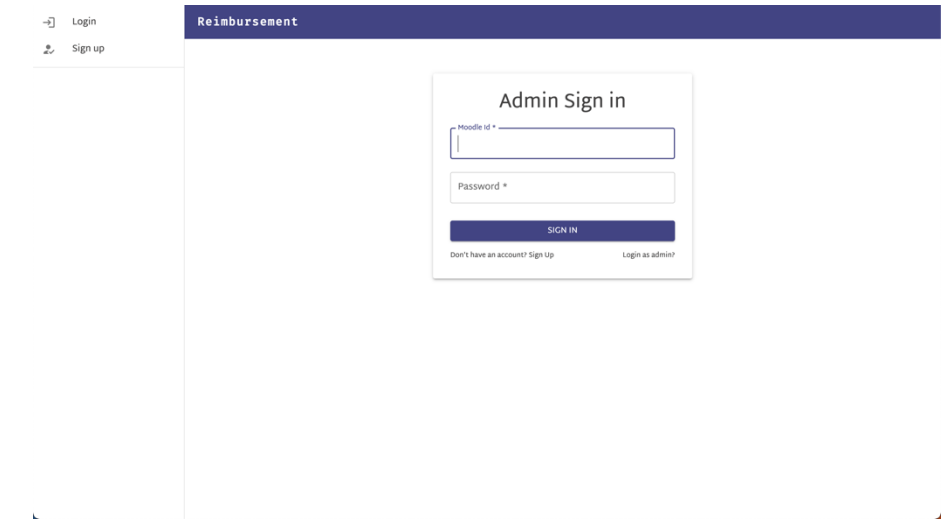 Login
Sign up
Reimbursement
Admin Sign in
Moodle Id *
Password *
SIGN IN
Don't have an account? Sign Up
Login as admin?